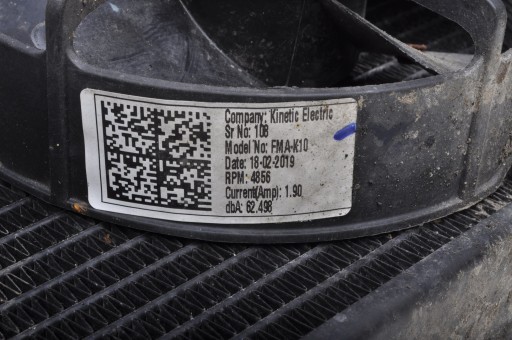 Company: Kinetic Electric
Sr No: 108
Model No: FMA-K10
Date: 18-02-2019
RPM: 4856
Current(Amp): 1.90
dbA: 62.498